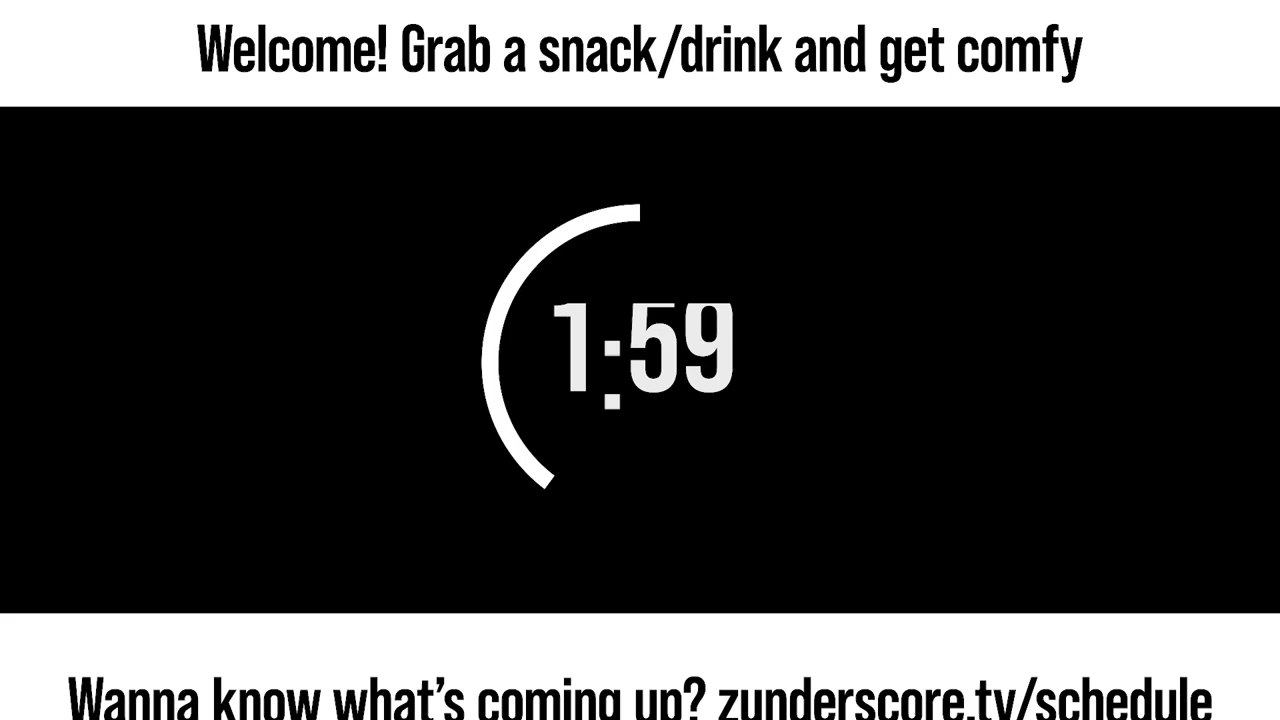 Welcome! Grab a snack/drink and get comfy
1:59
Wanna know what's coming up? zunderscore.tv/schedule